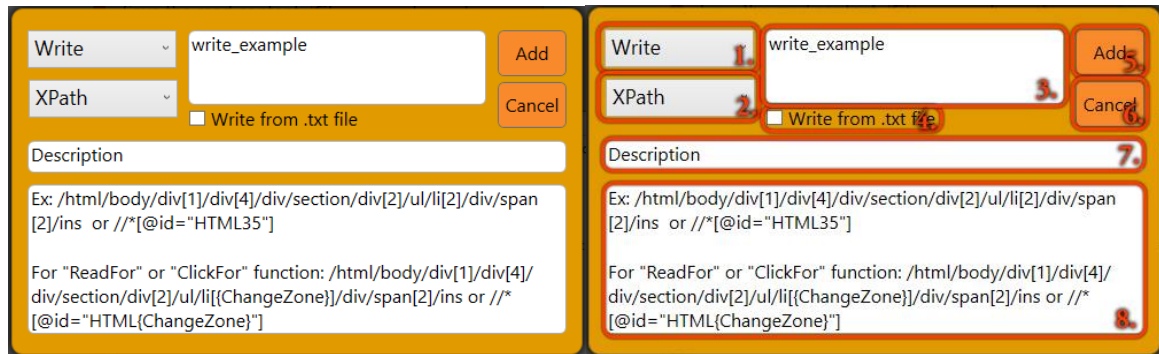 Write
write_example
Add
XPath
Cancel
Write from .txt file
Description
Ex: /html/body/div[1]/div[4]/div/section/div[2]/ul/li[2]/div/span
[2]/ins  or //*[@id="HTML35"]
For "ReadFor" or "ClickFor" function: /html/body/div[1]/div[4]/
div/section/div[2]/ul/li[{ChangeZone}]/div/span[2]/ins or //*
[@id="HTML{ChangeZone}"]
Write 1.
write_example
3.
Add 5.
XPath 2.
Cancel 6.
Write from .txt file 4.
Description 7.
Ex: /html/body/div[1]/div[4]/div/section/div[2]/ul/li[2]/div/span
[2]/ins  or //*[@id="HTML35"]
For "ReadFor" or "ClickFor" function: /html/body/div[1]/div[4]/
div/section/div[2]/ul/li[{ChangeZone}]/div/span[2]/ins or //*
[@id="HTML{ChangeZone}"] 8.